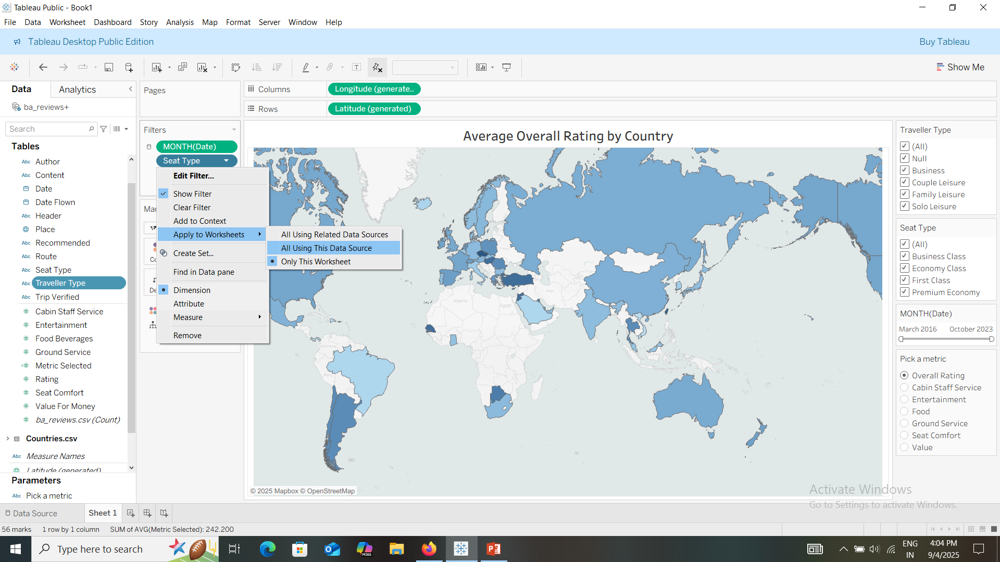 Tableau Public - Book1
File Data Worksheet Dashboard Story Analysis Map Format Server Window Help
Tableau Desktop Public Edition
Buy Tableau
Show Me
Data
Analytics
ba_reviews+
Search
Tables
Abc Author
Abc Content
Date
Date Flown
Abc Header
Place
Abc Recommended
Abc Route
Abc Seat Type
Abc Traveller Type
Abc Trip Verified
Cabin Staff Service
Entertainment
Food Beverages
Ground Service
Metric Selected
Rating
Seat Comfort
Value For Money
ba_reviews.csv (Count)
Countries.csv
Abc Measure Names
Latitude (generated)
Parameters
Abc Pick a metric
Pages
Filters
MONTH(Date)
Seat Type
Edit Filter...
Show Filter
Clear Filter
Add to Context
Apply to Worksheets
Create Set...
Find in Data pane
Dimension
Attribute
Measure
Remove
All Using Related Data Sources
All Using This Data Source
Only This Worksheet
Mar
Co
De
Columns
Longitude (generate..
Rows
Latitude (generated)
Average Overall Rating by Country
Algeria
Egypt
Iran
Colombia
Peru
© 2025 Mapbox © OpenStreetMap
Traveller Type
(All)
Null
Business
Couple Leisure
Family Leisure
Solo Leisure
Seat Type
(All)
Business Class
Economy Class
First Class
Premium Economy
MONTH(Date)
March 2016 October 2023
Pick a metric
Overall Rating
Cabin Staff Service
Entertainment
Food
Ground Service
Seat Comfort
Value
Activate Windows
Go to Settings to activate Windows.
Data Source
Sheet 1
56 marks 1 row by 1 column SUM of AVG(Metric Selected): 242.200
Type here to search
M365
ENG
IN
4:04 PM
9/4/2025